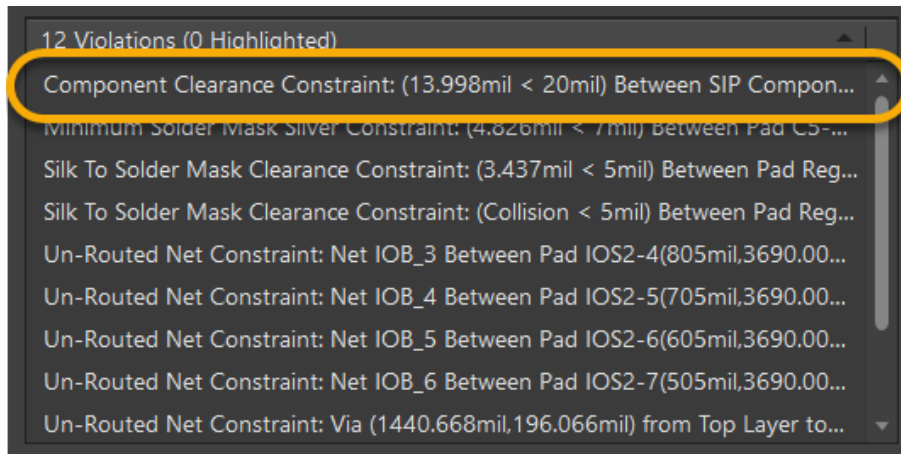 12 Violations (0 Highlighted)
Component Clearance Constraint: (13.998mil < 20mil) Between SIP Compon...
Minimum Solder Mask Sliver Constraint: (4.826mil < 7mil) Between Pad C5-...
Silk To Solder Mask Clearance Constraint: (3.437mil < 5mil) Between Pad Reg...
Silk To Solder Mask Clearance Constraint: (Collision < 5mil) Between Pad Reg...
Un-Routed Net Constraint: Net IOB_3 Between Pad IOS2-4(805mil,3690.00...
Un-Routed Net Constraint: Net IOB_4 Between Pad IOS2-5(705mil,3690.00...
Un-Routed Net Constraint: Net IOB_5 Between Pad IOS2-6(605mil,3690.00...
Un-Routed Net Constraint: Net IOB_6 Between Pad IOS2-7(505mil,3690.00...
Un-Routed Net Constraint: Via (1440.668mil,196.066mil) from Top Layer to...